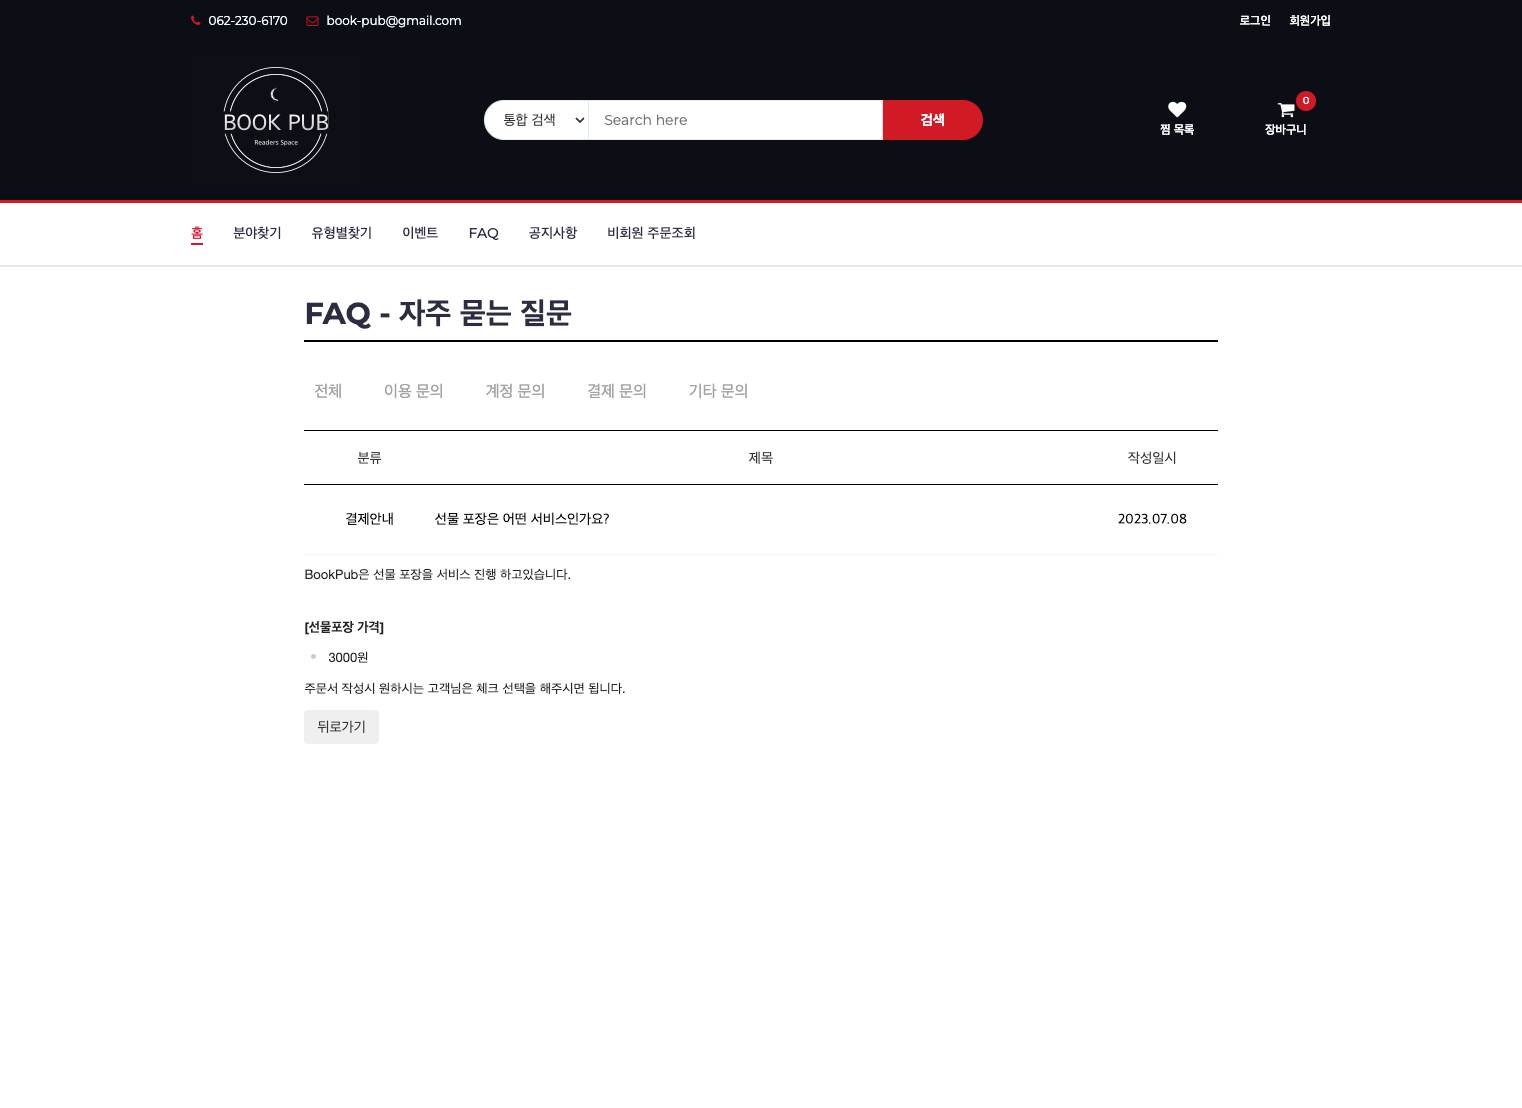 062-230-6170 book-pub@gmail.com 로그인 회원가입
BOOK PUB
Readers Space
통합 검색 Search here 검색
찜 목록
0
장바구니
홈 분야찾기 유형별찾기 이벤트 FAQ 공지사항 비회원 주문조회
FAQ - 자주 묻는 질문
전체 이용 문의 계정 문의 결제 문의 기타 문의
분류 제목 작성일시
결제안내 선물 포장은 어떤 서비스인가요? 2023.07.08
BookPub은 선물 포장을 서비스 진행 하고있습니다.
[선물포장 가격]
3000원
주문서 작성시 원하시는 고객님은 체크 선택을 해주시면 됩니다.
뒤로가기